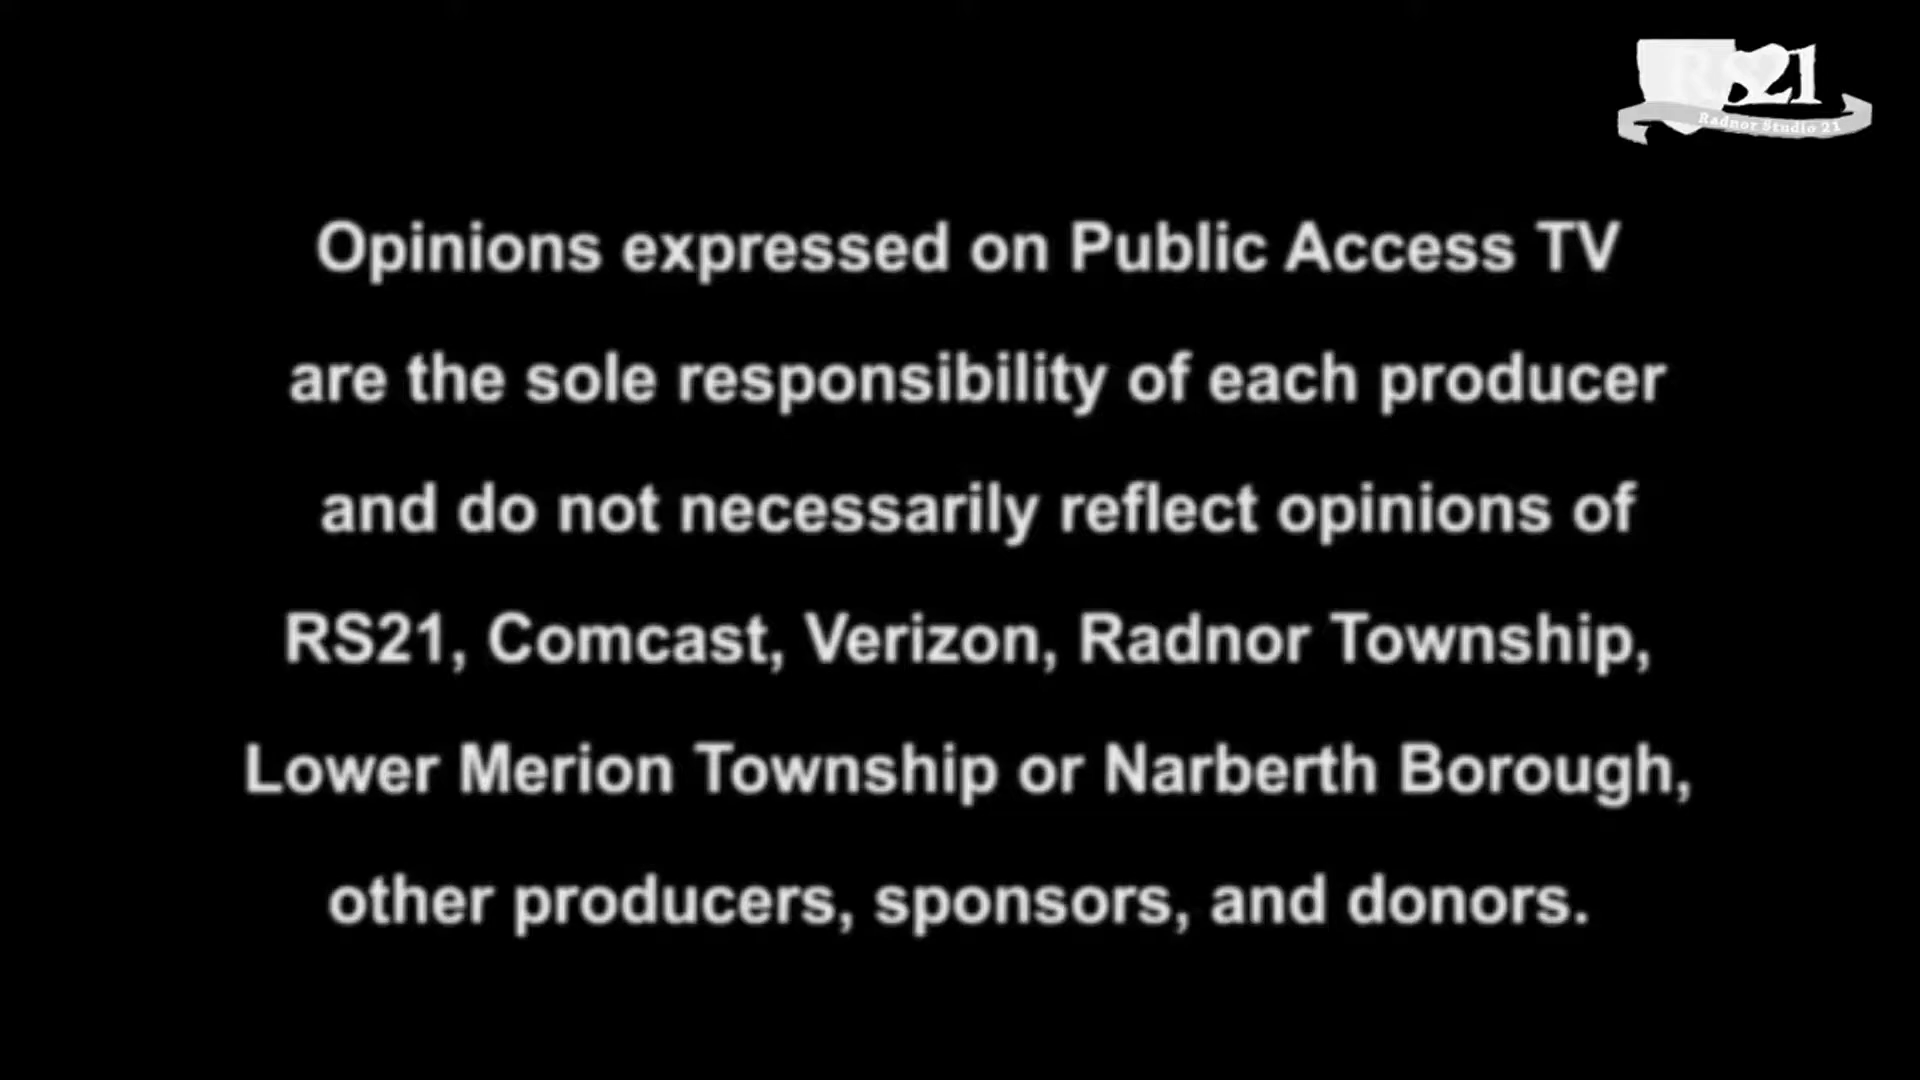 RS21
Radnor Studio 21
Opinions expressed on Public Access TV
are the sole responsibility of each producer
and do not necessarily reflect opinions of
RS21, Comcast, Verizon, Radnor Township,
Lower Merion Township or Narberth Borough,
other producers, sponsors, and donors.